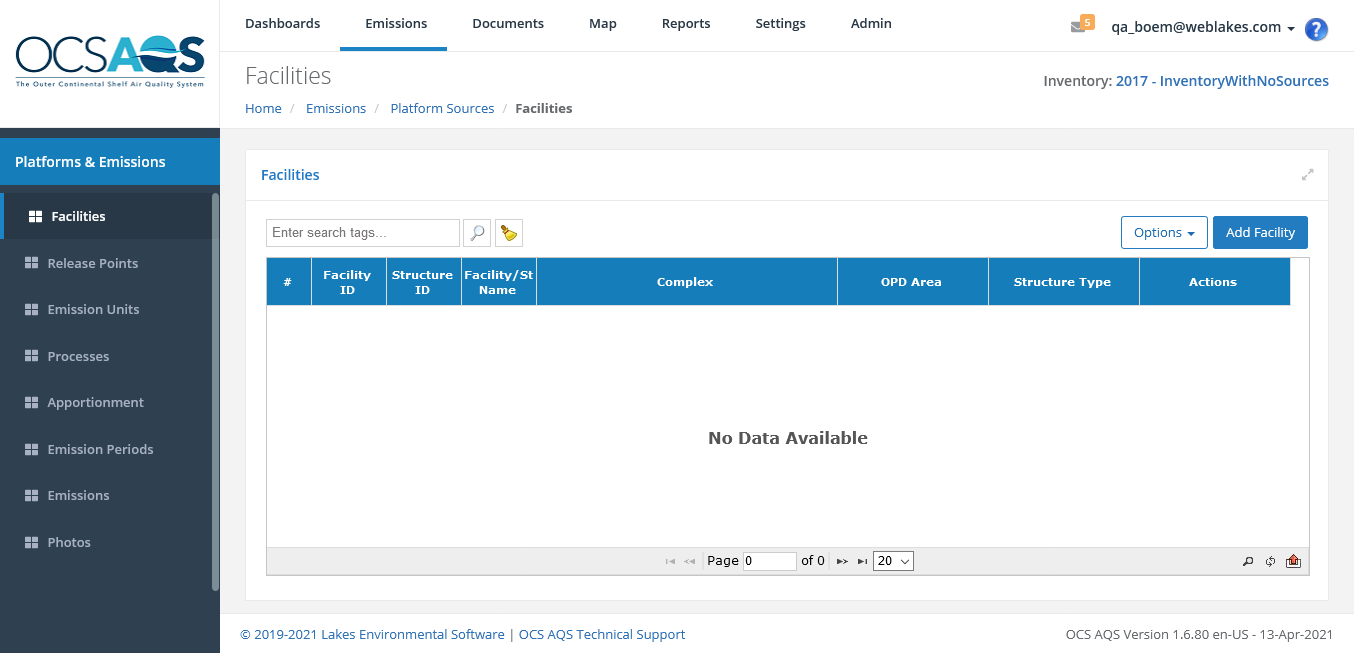 OCSAQS
The Outer Continental Shelf Air Quality System
Dashboards Emissions Documents Map Reports Settings Admin
5
qa_boem@weblakes.com
?
Facilities
Home / Emissions / Platform Sources / Facilities
Inventory: 2017 - InventoryWithNoSources
Platforms & Emissions
Facilities
Release Points
Emission Units
Processes
Apportionment
Emission Periods
Emissions
Photos
Facilities
Enter search tags...
Options
Add Facility
#
Facility
ID
Structure
ID
Facility/St
Name
Complex
OPD Area
Structure Type
Actions
No Data Available
Page 0 of 0
20
© 2019-2021 Lakes Environmental Software | OCS AQS Technical Support
OCS AQS Version 1.6.80 en-US - 13-Apr-2021